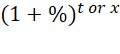 (1 + %)^{t or x}